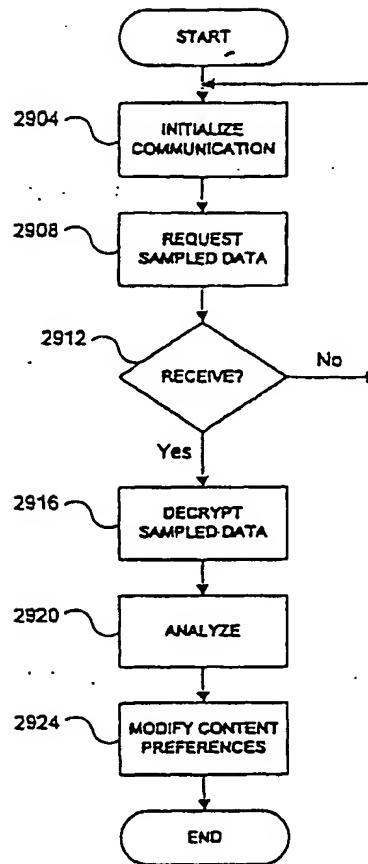 START
2904
INITIALIZE
COMMUNICATION
2908
REQUEST
SAMPLED DATA
2912
RECEIVE?
No
Yes
2916
DECRYPT
SAMPLED DATA
2920
ANALYZE
2924
MODIFY CONTENT
PREFERENCES
END